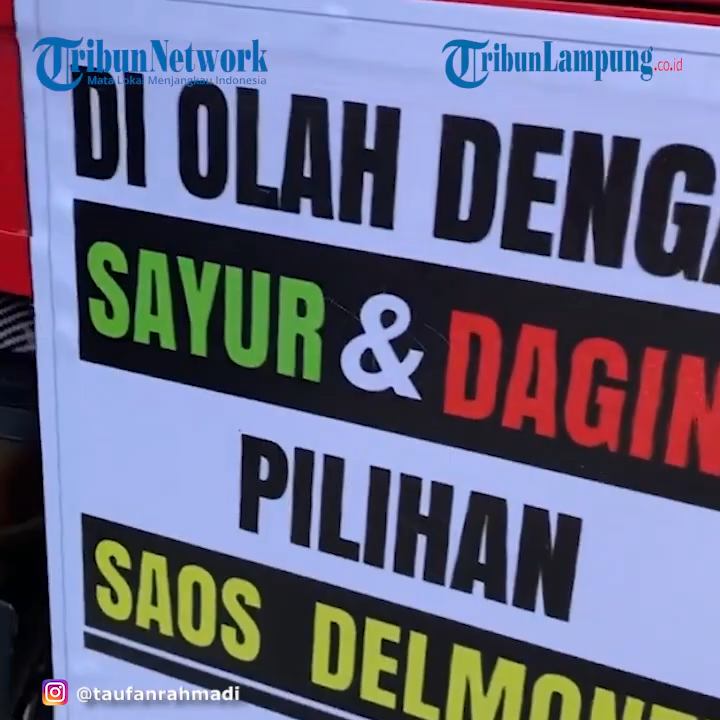 TribunNetwork
Mata Lokal Menjangkau Indonesia
TribunLampung.co.id
DI OLAH DENGA
SAYUR & DAGIN
PILIHAN
SAOS DELMON
@taufanrahmadi